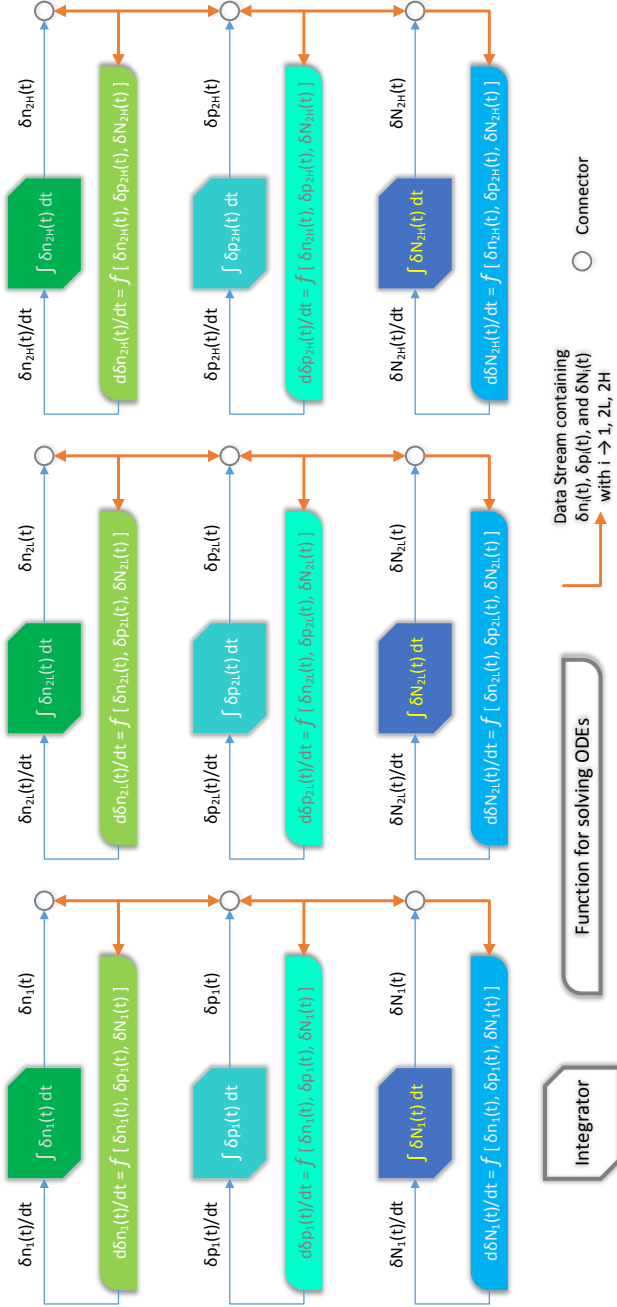 δn₁(t)/dt
∫ δn₁(t) dt
δn₁(t)
dδn₁(t)/dt = f [ δn₁(t), δp₁(t), δN₁(t) ]
δp₁(t)/dt
∫ δp₁(t) dt
δp₁(t)
dδp₁(t)/dt = f [ δn₁(t), δp₁(t), δN₁(t) ]
δN₁(t)/dt
∫ δN₁(t) dt
δN₁(t)
dδN₁(t)/dt = f [ δn₁(t), δp₁(t), δN₁(t) ]
δn₂L(t)/dt
∫ δn₂L(t) dt
δn₂L(t)
dδn₂L(t)/dt = f [ δn₂L(t), δp₂L(t), δN₂L(t) ]
δp₂L(t)/dt
∫ δp₂L(t) dt
δp₂L(t)
dδp₂L(t)/dt = f [ δn₂L(t), δp₂L(t), δN₂L(t) ]
δN₂L(t)/dt
∫ δN₂L(t) dt
δN₂L(t)
dδN₂L(t)/dt = f [ δn₂L(t), δp₂L(t), δN₂L(t) ]
δn₂H(t)/dt
∫ δn₂H(t) dt
δn₂H(t)
dδn₂H(t)/dt = f [ δn₂H(t), δp₂H(t), δN₂H(t) ]
δp₂H(t)/dt
∫ δp₂H(t) dt
δp₂H(t)
dδp₂H(t)/dt = f [ δn₂H(t), δp₂H(t), δN₂H(t) ]
δN₂H(t)/dt
∫ δN₂H(t) dt
δN₂H(t)
dδN₂H(t)/dt = f [ δn₂H(t), δp₂H(t), δN₂H(t) ]
Integrator
Function for solving ODEs
Data Stream containing
δnᵢ(t), δpᵢ(t), and δNᵢ(t)
with i → 1, 2L, 2H
Connector